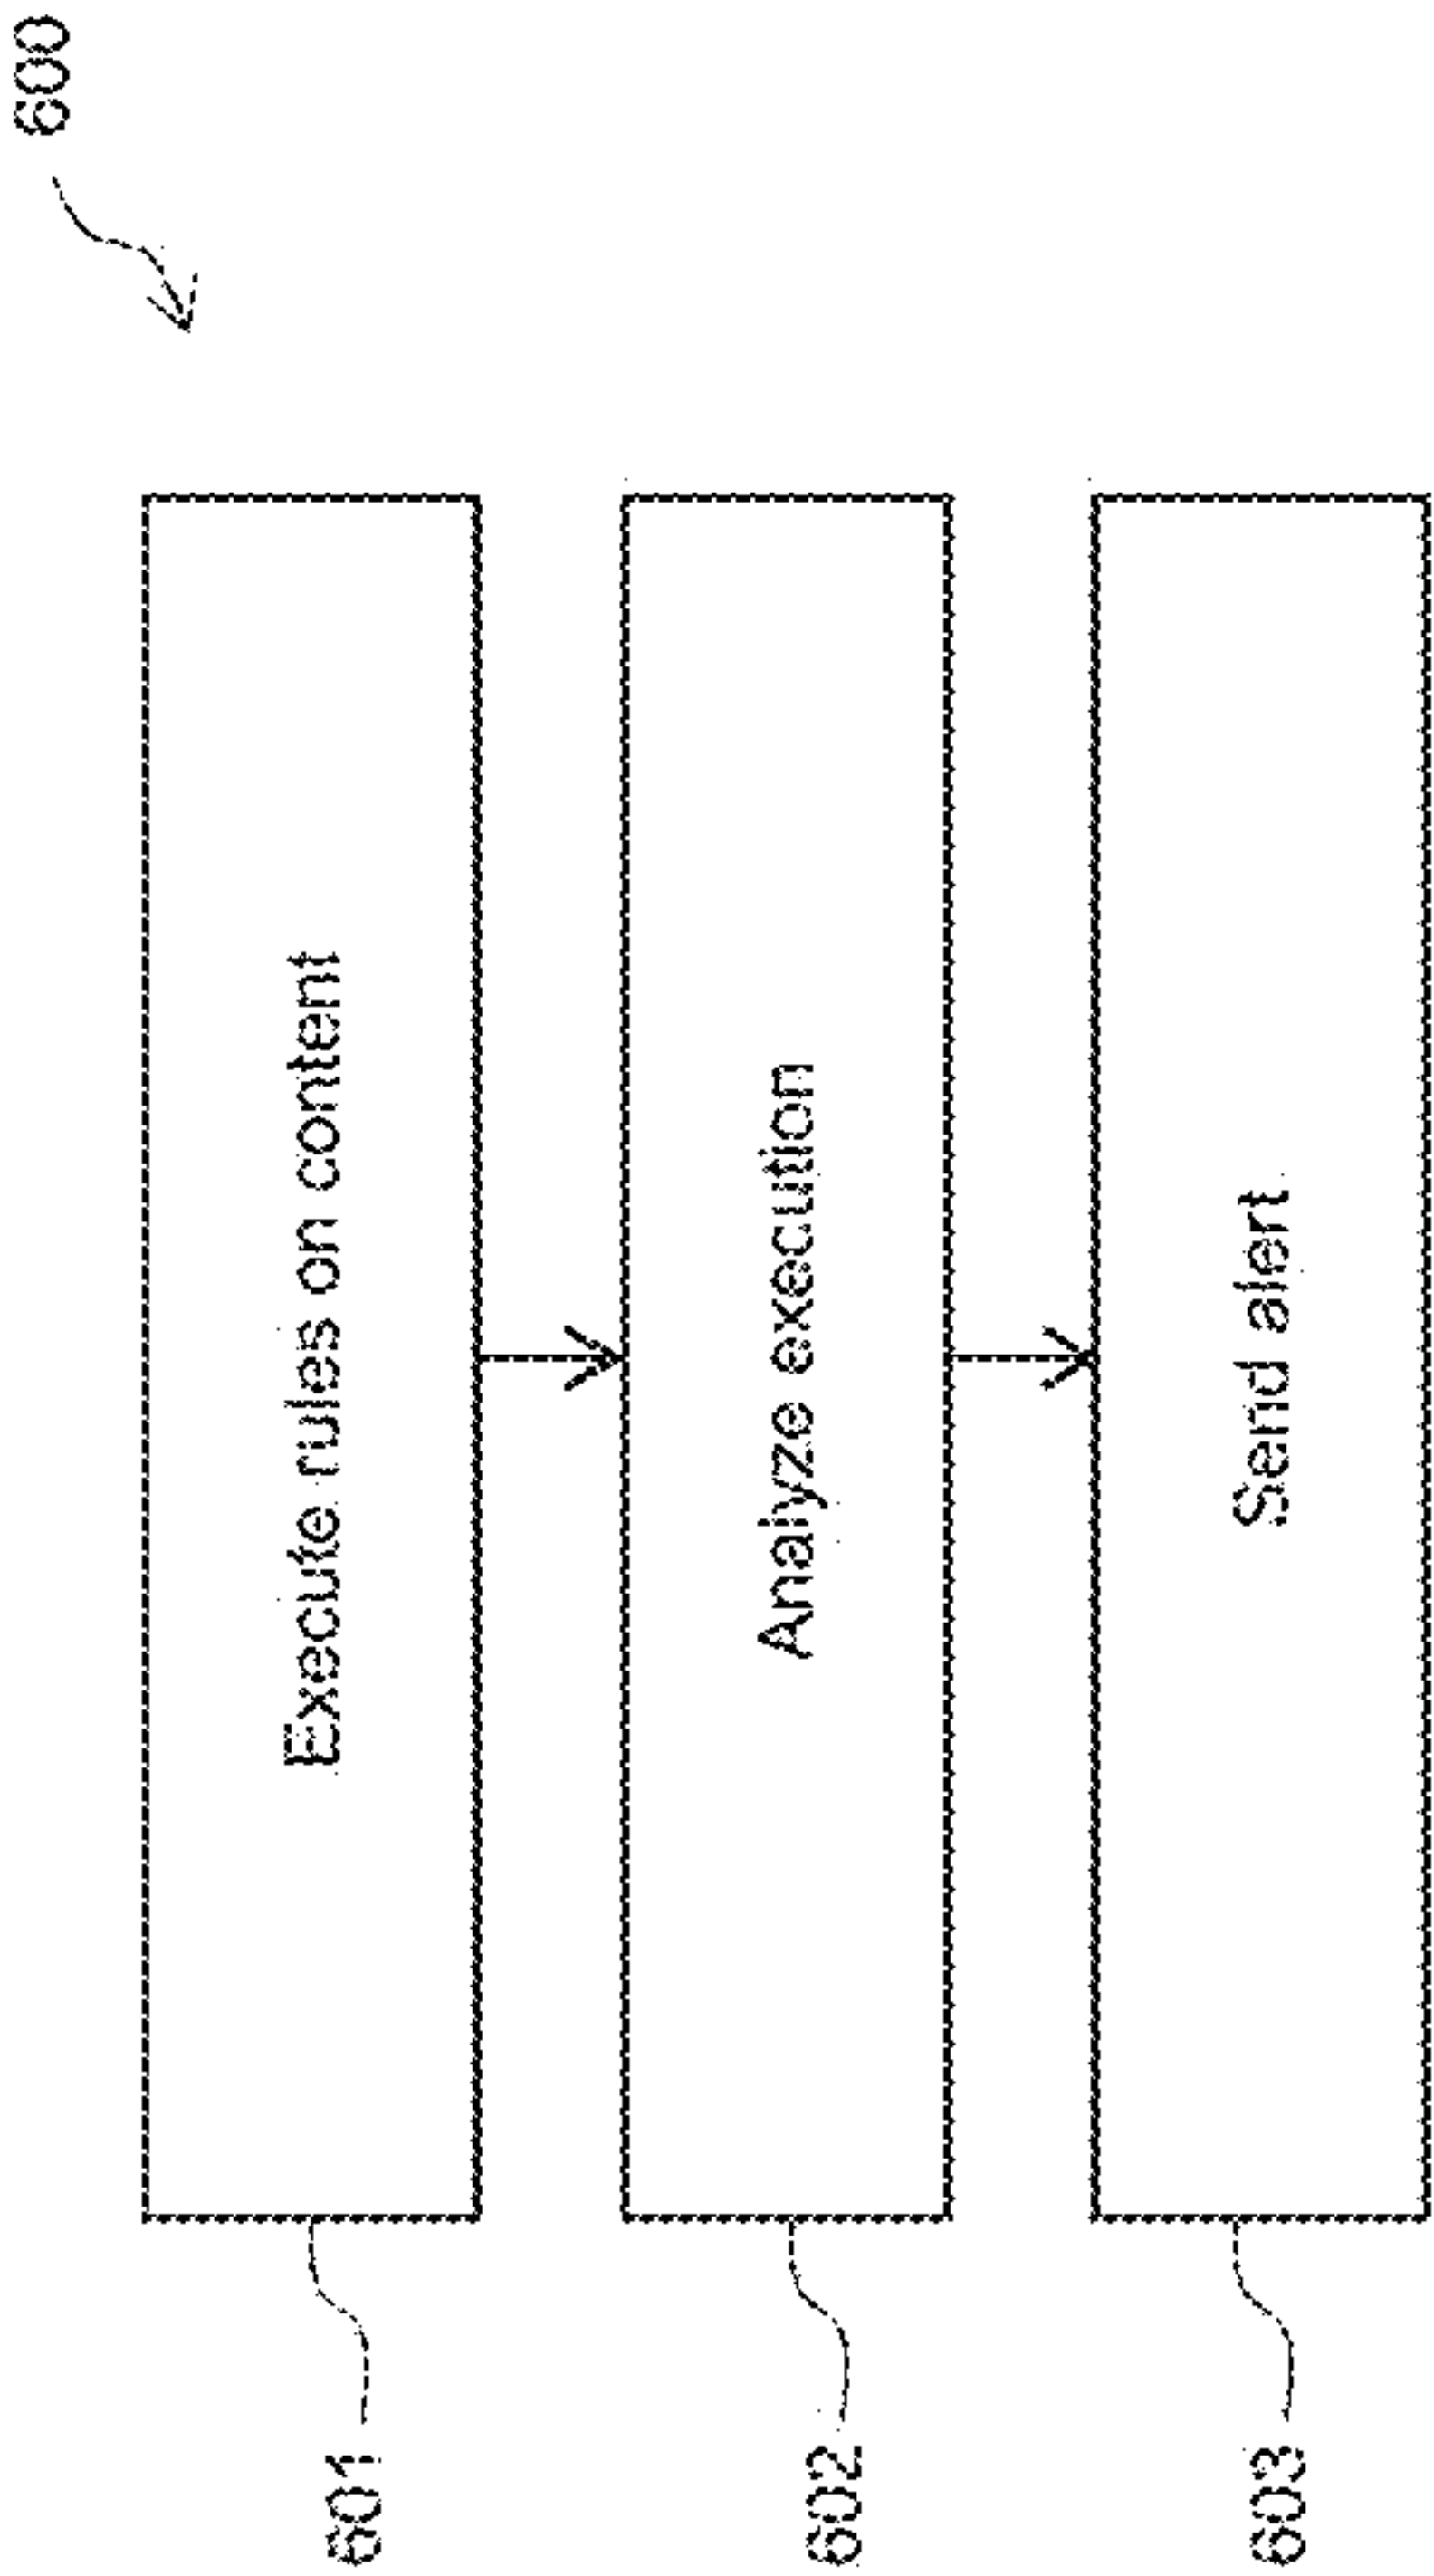 600
601
Execute rules on content
602
Analyze execution
603
Send alert